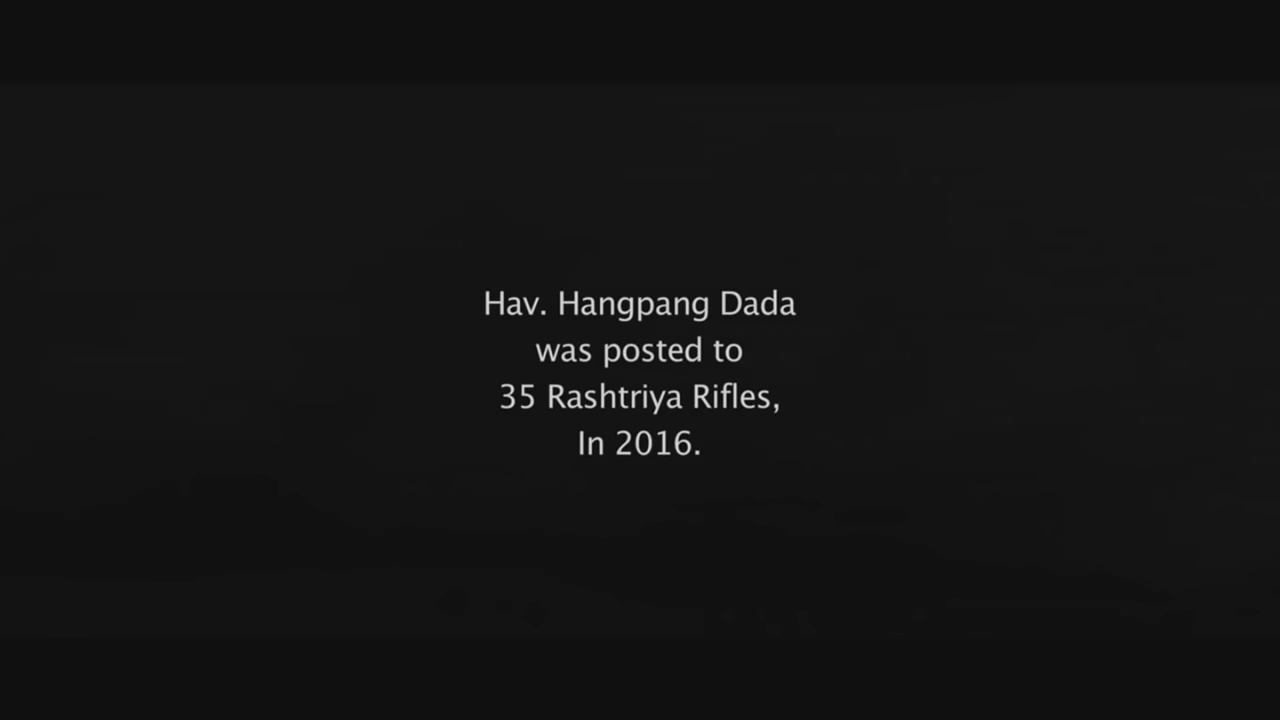 Hav. Hangpang Dada
was posted to
35 Rashtriya Rifles,
In 2016.